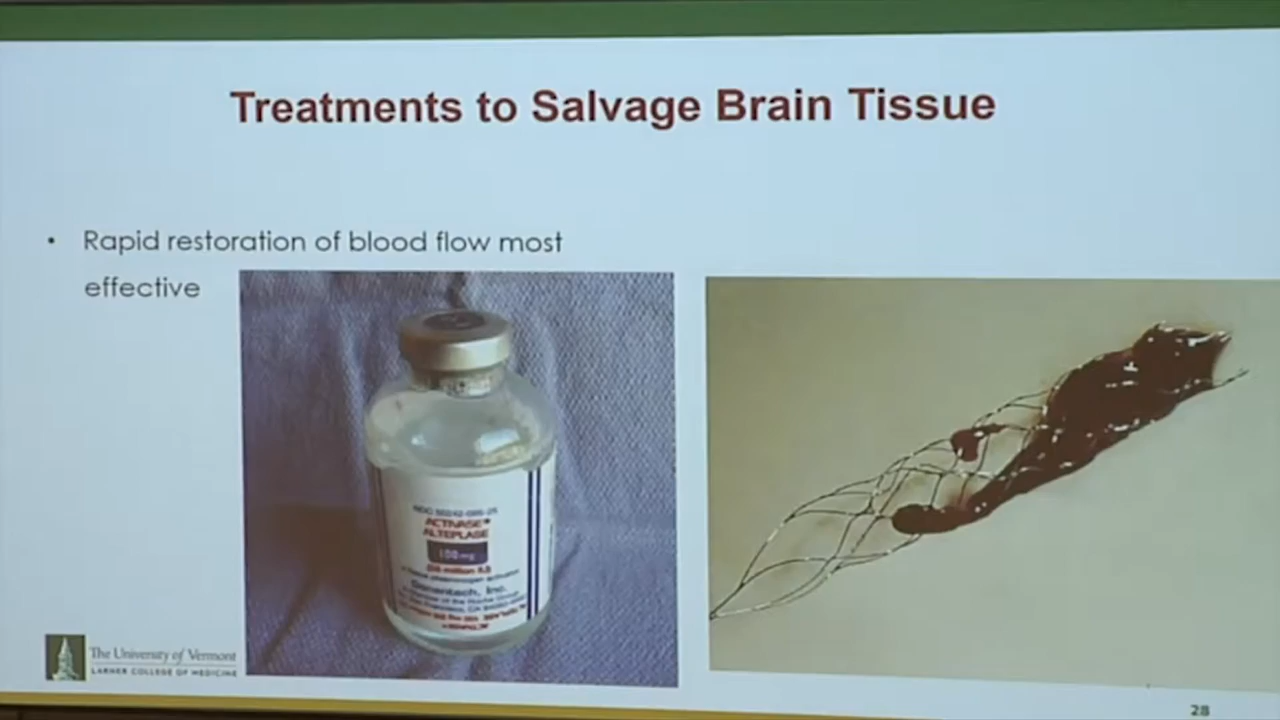 Treatments to Salvage Brain Tissue
• Rapid restoration of blood flow most
effective
ACTIVASE®
ALTEPLASE
100 mg
Genentech, Inc.
The University of Vermont
LARNER COLLEGE OF MEDICINE
28